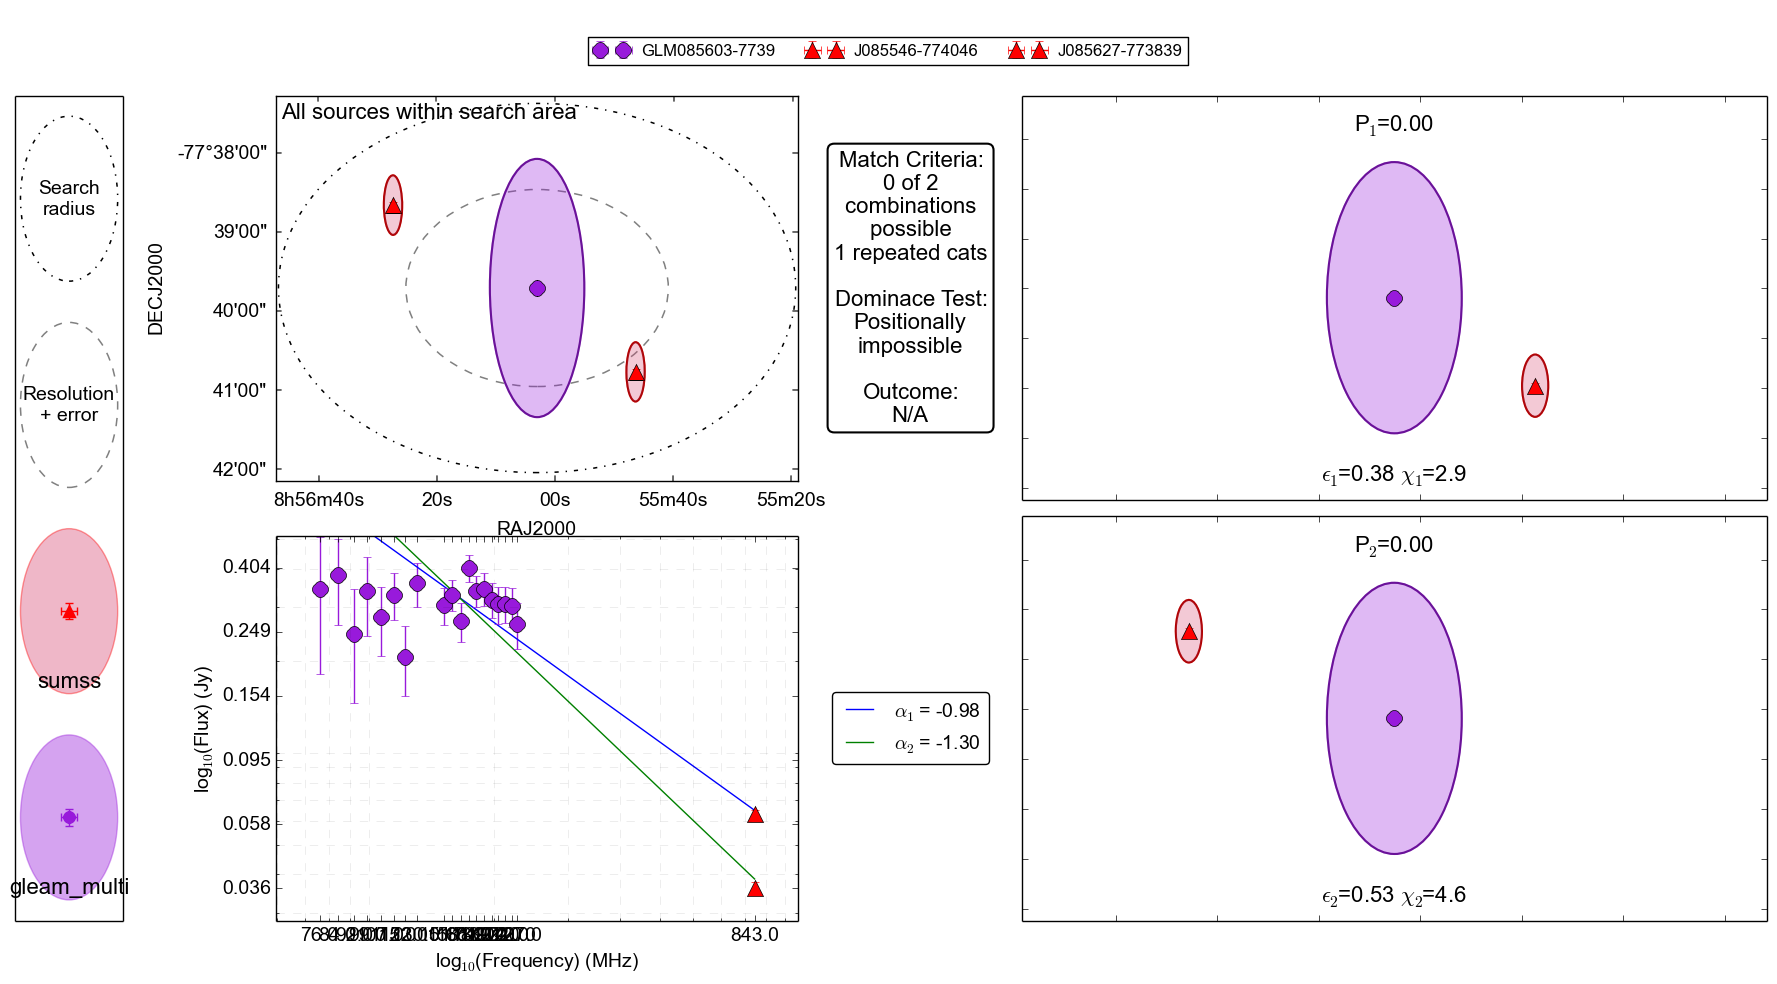 GLM085603-7739 J085546-774046 J085627-773839
Search
radius
Resolution
+ error
sumss
gleam_multi
All sources within search area
DECJ2000
-77°38'00"
39'00"
40'00"
41'00"
42'00"
8h56m40s 20s 00s 55m40s 55m20s
RAJ2000
Match Criteria:
0 of 2
combinations
possible
1 repeated cats
Dominace Test:
Positionally
impossible
Outcome:
N/A
P1=0.00
ϵ1=0.38 χ1=2.9
P2=0.00
ϵ2=0.53 χ2=4.6
log10(Flux) (Jy)
0.404
0.249
0.154
0.095
0.058
0.036
843.0
log10(Frequency) (MHz)
α1 = -0.98
α2 = -1.30